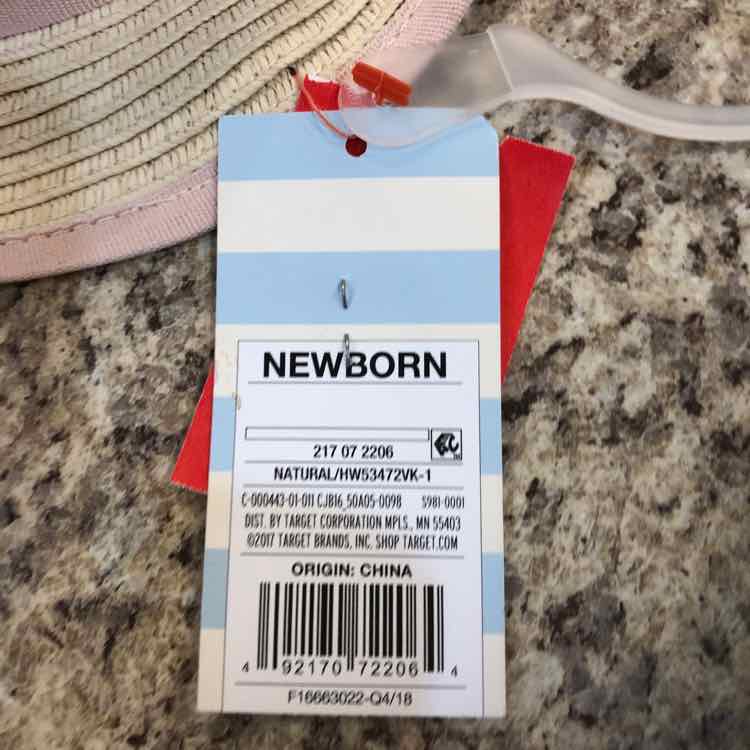 NEWBORN
217 07 2206
NATURAL/HW53472VK-1
C-000443-01-011 CJB16_50A05-0098 S981-0001
DIST. BY TARGET CORPORATION MPLS., MN 55403
©2017 TARGET BRANDS, INC. SHOP TARGET.COM
ORIGIN: CHINA
4 92170 72206 4
F16663022-Q4/18